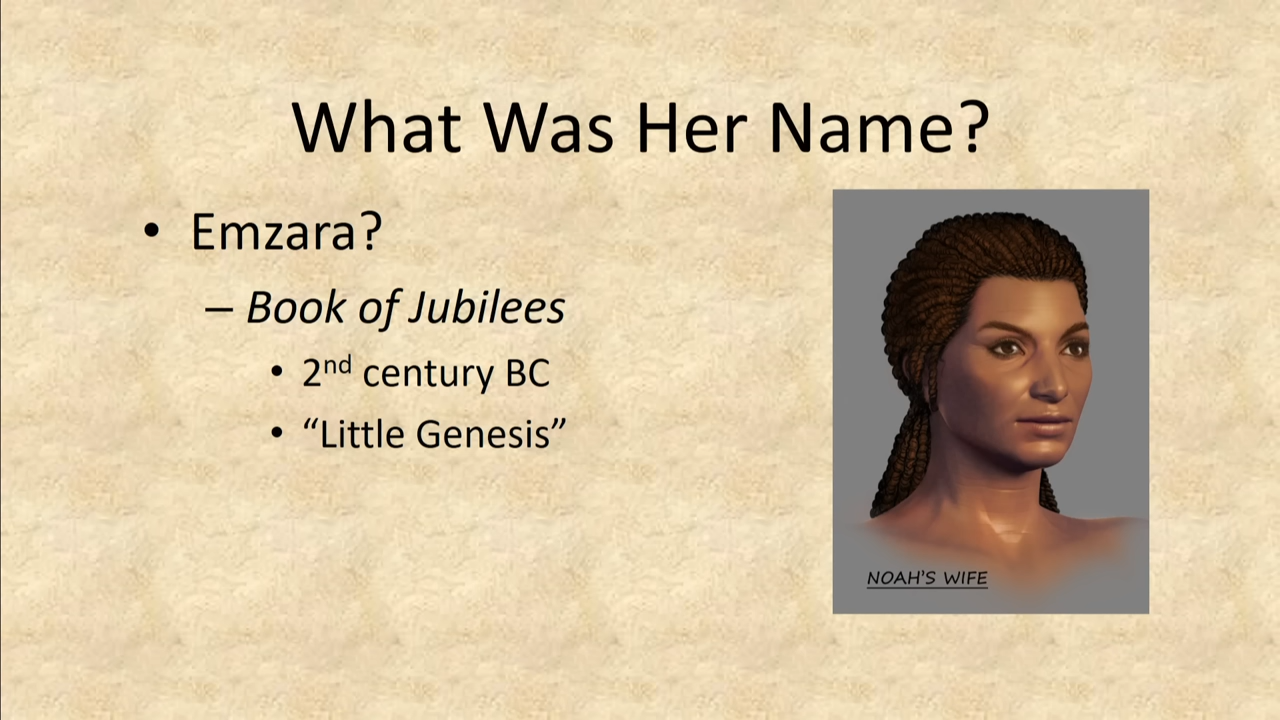 What Was Her Name?
• Emzara?
– Book of Jubilees
• 2nd century BC
• “Little Genesis”
NOAH'S WIFE